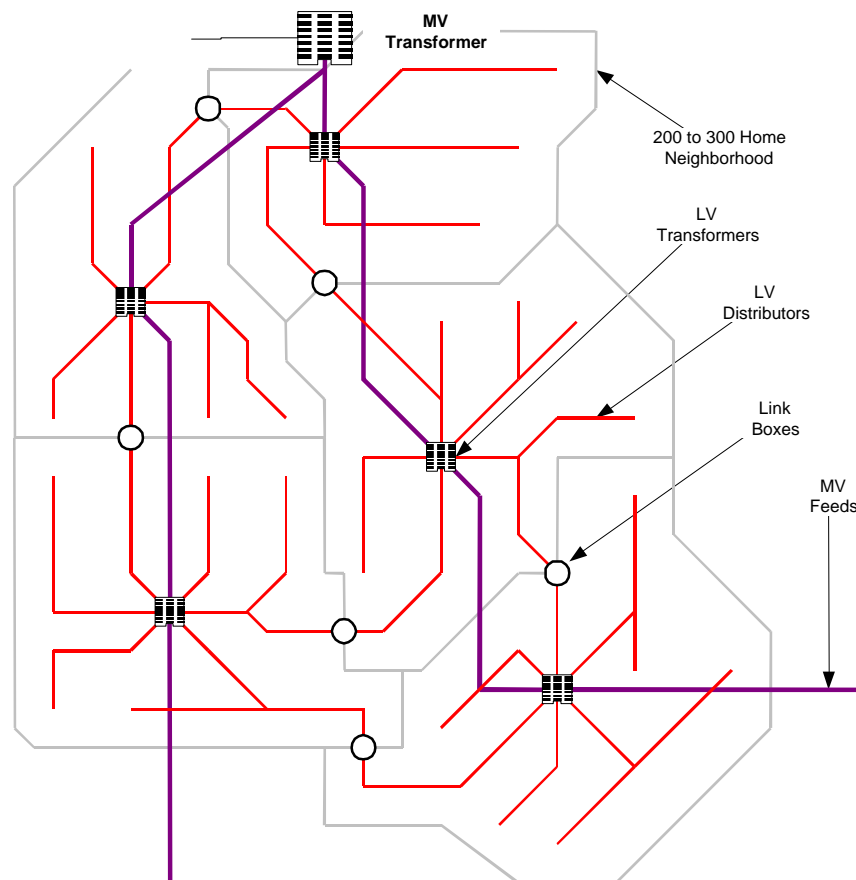 MV
Transformer
200 to 300 Home
Neighborhood
LV
Transformers
LV
Distributors
Link
Boxes
MV
Feeds